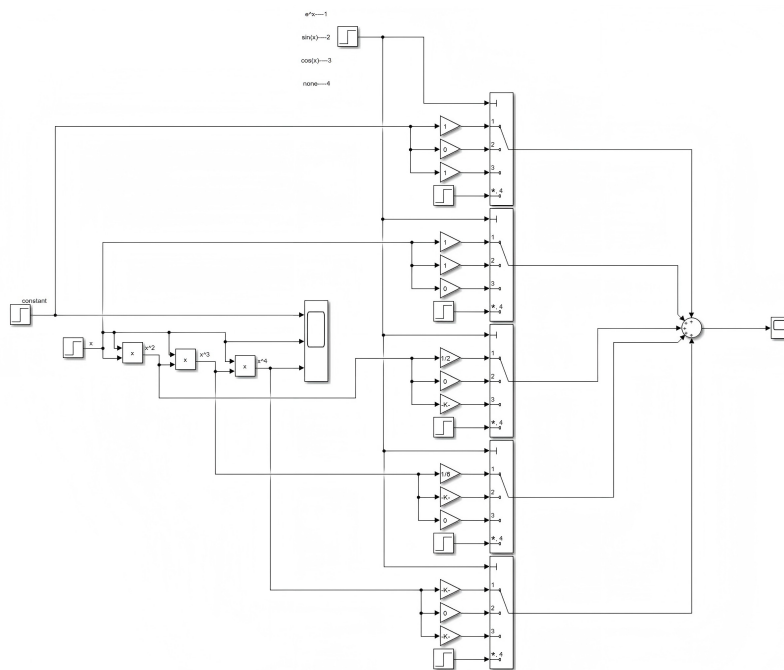 e^x----1
sin(x)----2
cos(x)----3
none----4
1
1
0
2
1
3
*, 4
1
1
1
2
0
3
*, 4
constant
x
x^2
x
x^3
x
x^4
x
1/2
1
0
2
-K-
3
*, 4
1/6
1
-K-
2
0
3
*, 4
-K-
1
0
2
-K-
3
*, 4
+
+
+
+
+